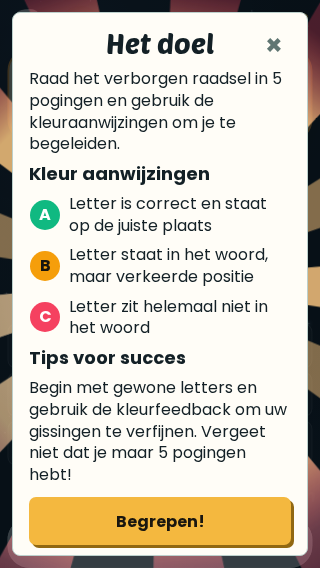 Het doel ✖
Raad het verborgen raadsel in 5
pogingen en gebruik de
kleuraanwijzingen om je te
begeleiden.
Kleur aanwijzingen
A Letter is correct en staat
op de juiste plaats
B Letter staat in het woord,
maar verkeerde positie
C Letter zit helemaal niet in
het woord
Tips voor succes
Begin met gewone letters en
gebruik de kleurfeedback om uw
gissingen te verfijnen. Vergeet
niet dat je maar 5 pogingen
hebt!
Begrepen!